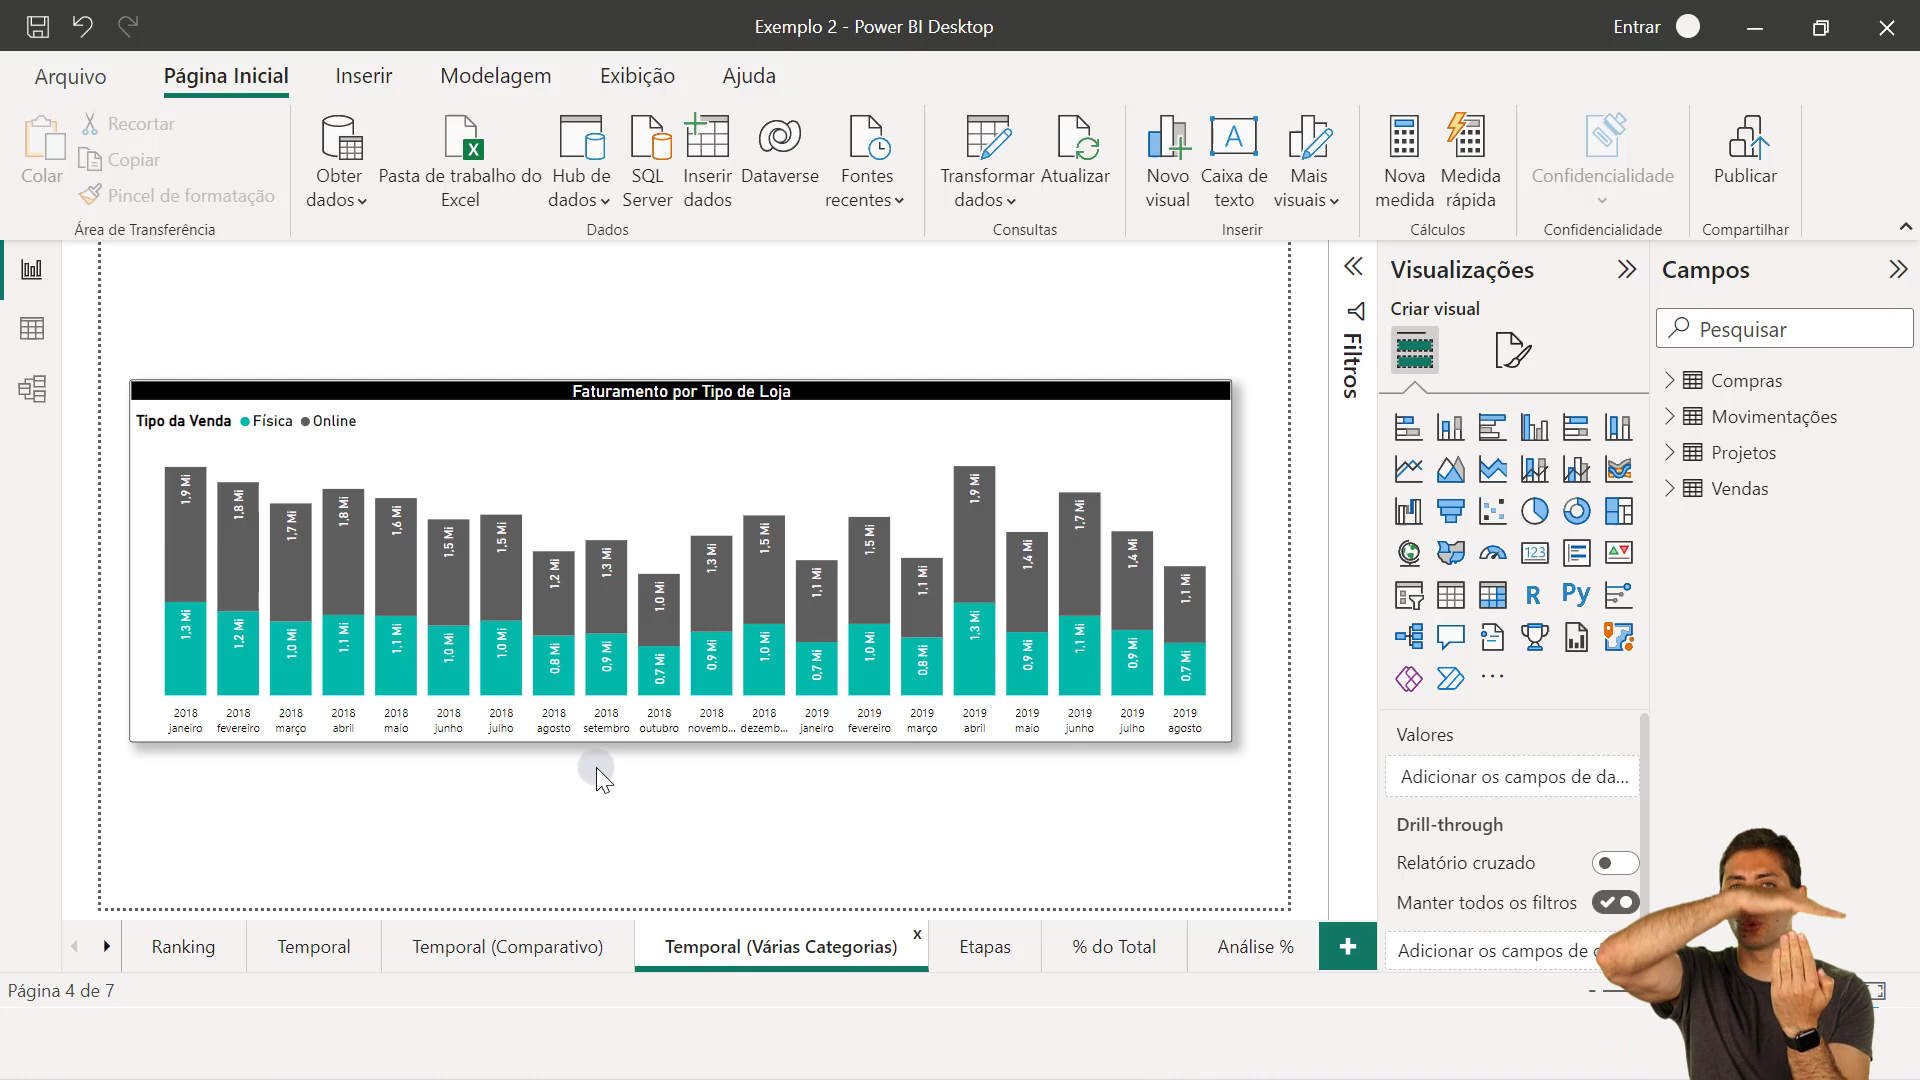 Exemplo 2 - Power BI Desktop
Entrar
Arquivo
Página Inicial
Inserir
Modelagem
Exibição
Ajuda
Colar
Recortar
Copiar
Pincel de formatação
Área de Transferência
Obter dados
Pasta de trabalho do Excel
Hub de dados
SQL Server
Inserir dados
Dataverse
Fontes recentes
Dados
Transformar dados
Atualizar
Consultas
Novo visual
Caixa de texto
Mais visuais
Inserir
Nova medida
Medida rápida
Cálculos
Confidencialidade
Confidencialidade
Publicar
Compartilhar
Faturamento por Tipo de Loja
Tipo da Venda Física Online
1,9 Mi 1,8 Mi 1,7 Mi 1,8 Mi 1,6 Mi 1,5 Mi 1,5 Mi 1,2 Mi 1,3 Mi 1,0 Mi 1,3 Mi 1,5 Mi 1,1 Mi 1,5 Mi 1,1 Mi 1,9 Mi 1,4 Mi 1,7 Mi 1,4 Mi 1,1 Mi
1,3 Mi 1,2 Mi 1,0 Mi 1,1 Mi 1,1 Mi 1,0 Mi 1,0 Mi 0,8 Mi 0,9 Mi 0,7 Mi 0,9 Mi 1,0 Mi 0,7 Mi 1,0 Mi 0,8 Mi 1,3 Mi 0,9 Mi 1,1 Mi 0,9 Mi 0,7 Mi
2018 2018 2018 2018 2018 2018 2018 2018 2018 2018 2018 2018 2019 2019 2019 2019 2019 2019 2019 2019
janeiro fevereiro março abril maio junho julho agosto setembro outubro novemb... dezemb... janeiro fevereiro março abril maio junho julho agosto
Filtros
Visualizações
Criar visual
123
R
Py
...
Valores
Adicionar os campos de da...
Drill-through
Relatório cruzado
Manter todos os filtros
Adicionar os campos de
Campos
Pesquisar
Compras
Movimentações
Projetos
Vendas
Ranking
Temporal
Temporal (Comparativo)
Temporal (Várias Categorias)
x
Etapas
% do Total
Análise %
+
Página 4 de 7